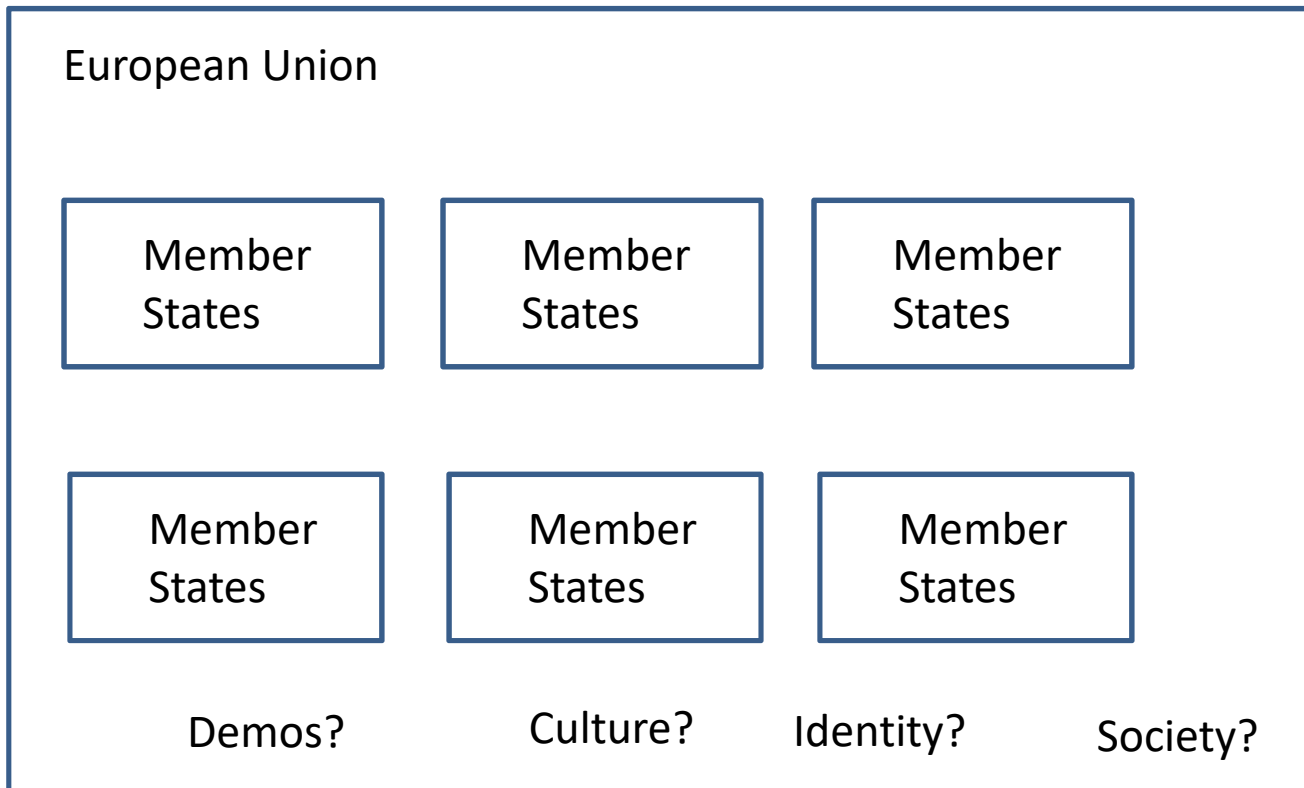 European Union
Member
States
Member
States
Member
States
Member
States
Member
States
Member
States
Demos?
Culture?
Identity?
Society?